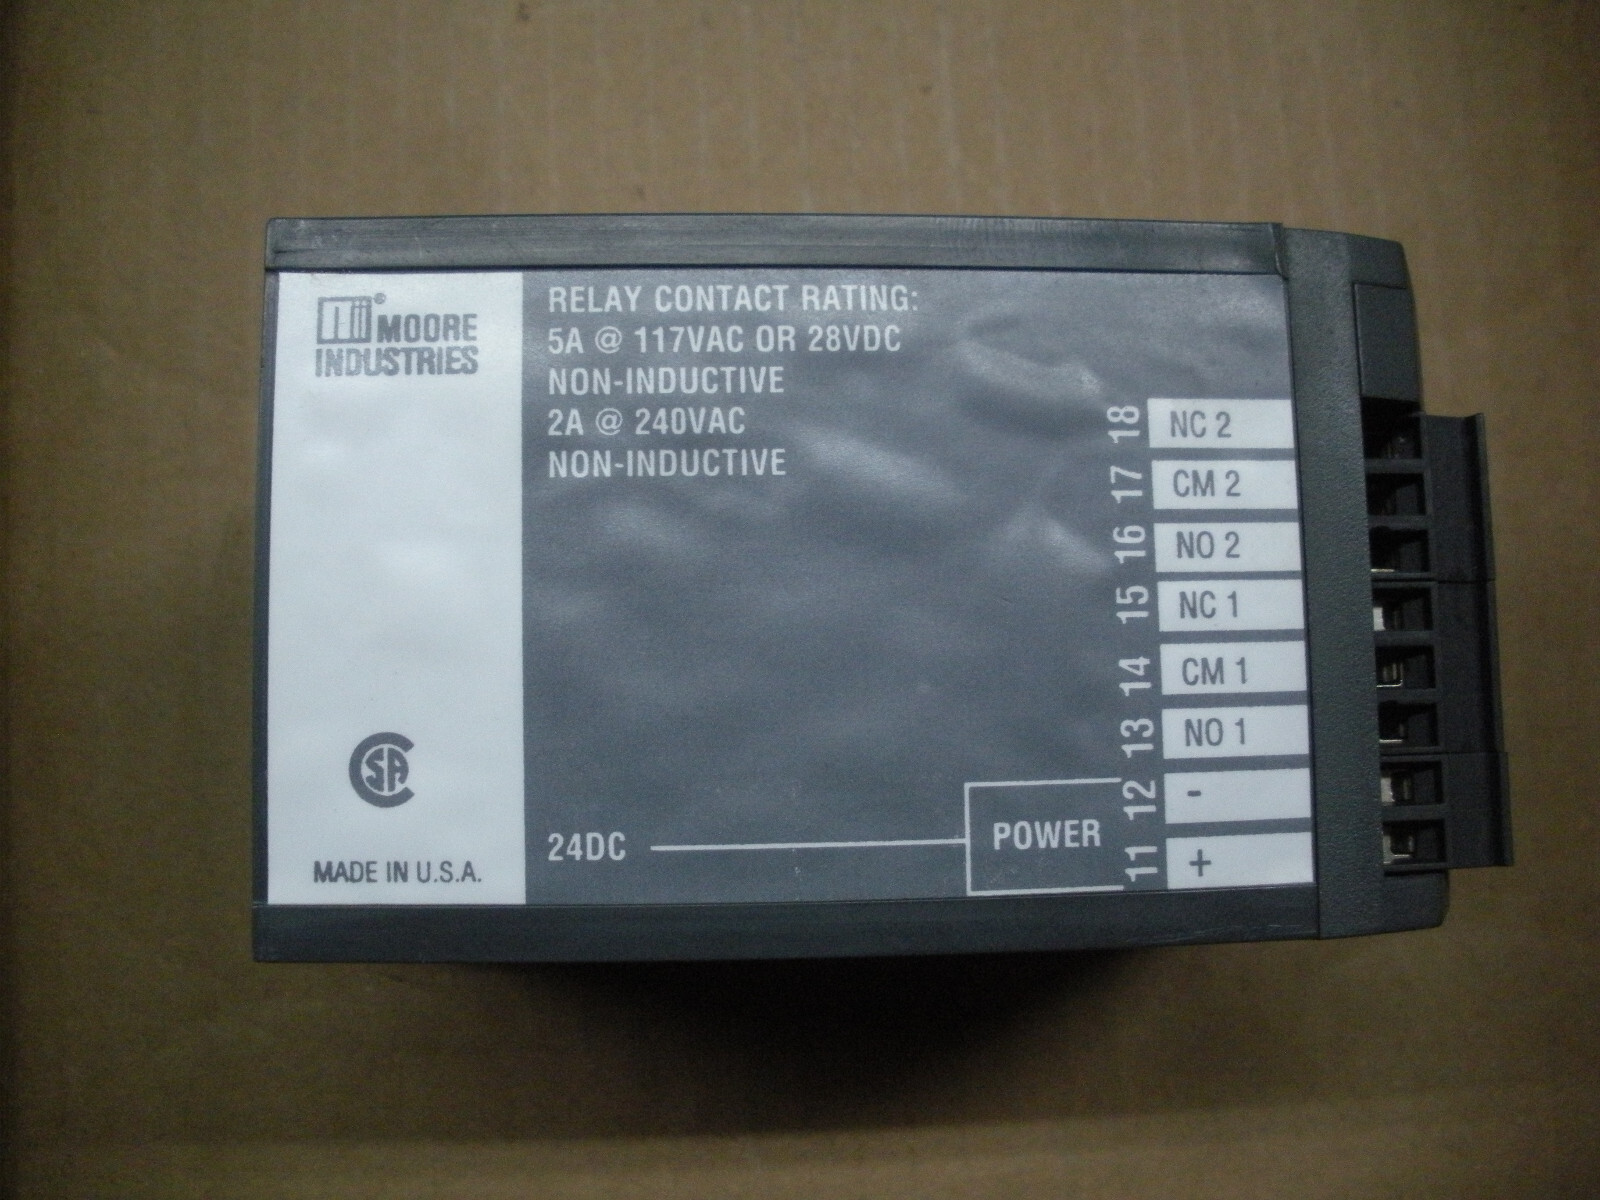 ® MOORE
INDUSTRIES
RELAY CONTACT RATING:
5A @ 117VAC OR 28VDC
NON-INDUCTIVE
2A @ 240VAC
NON-INDUCTIVE
18 NC 2
17 CM 2
16 NO 2
15 NC 1
14 CM 1
13 NO 1
12 -
11 +
24DC POWER
CSA
MADE IN U.S.A.